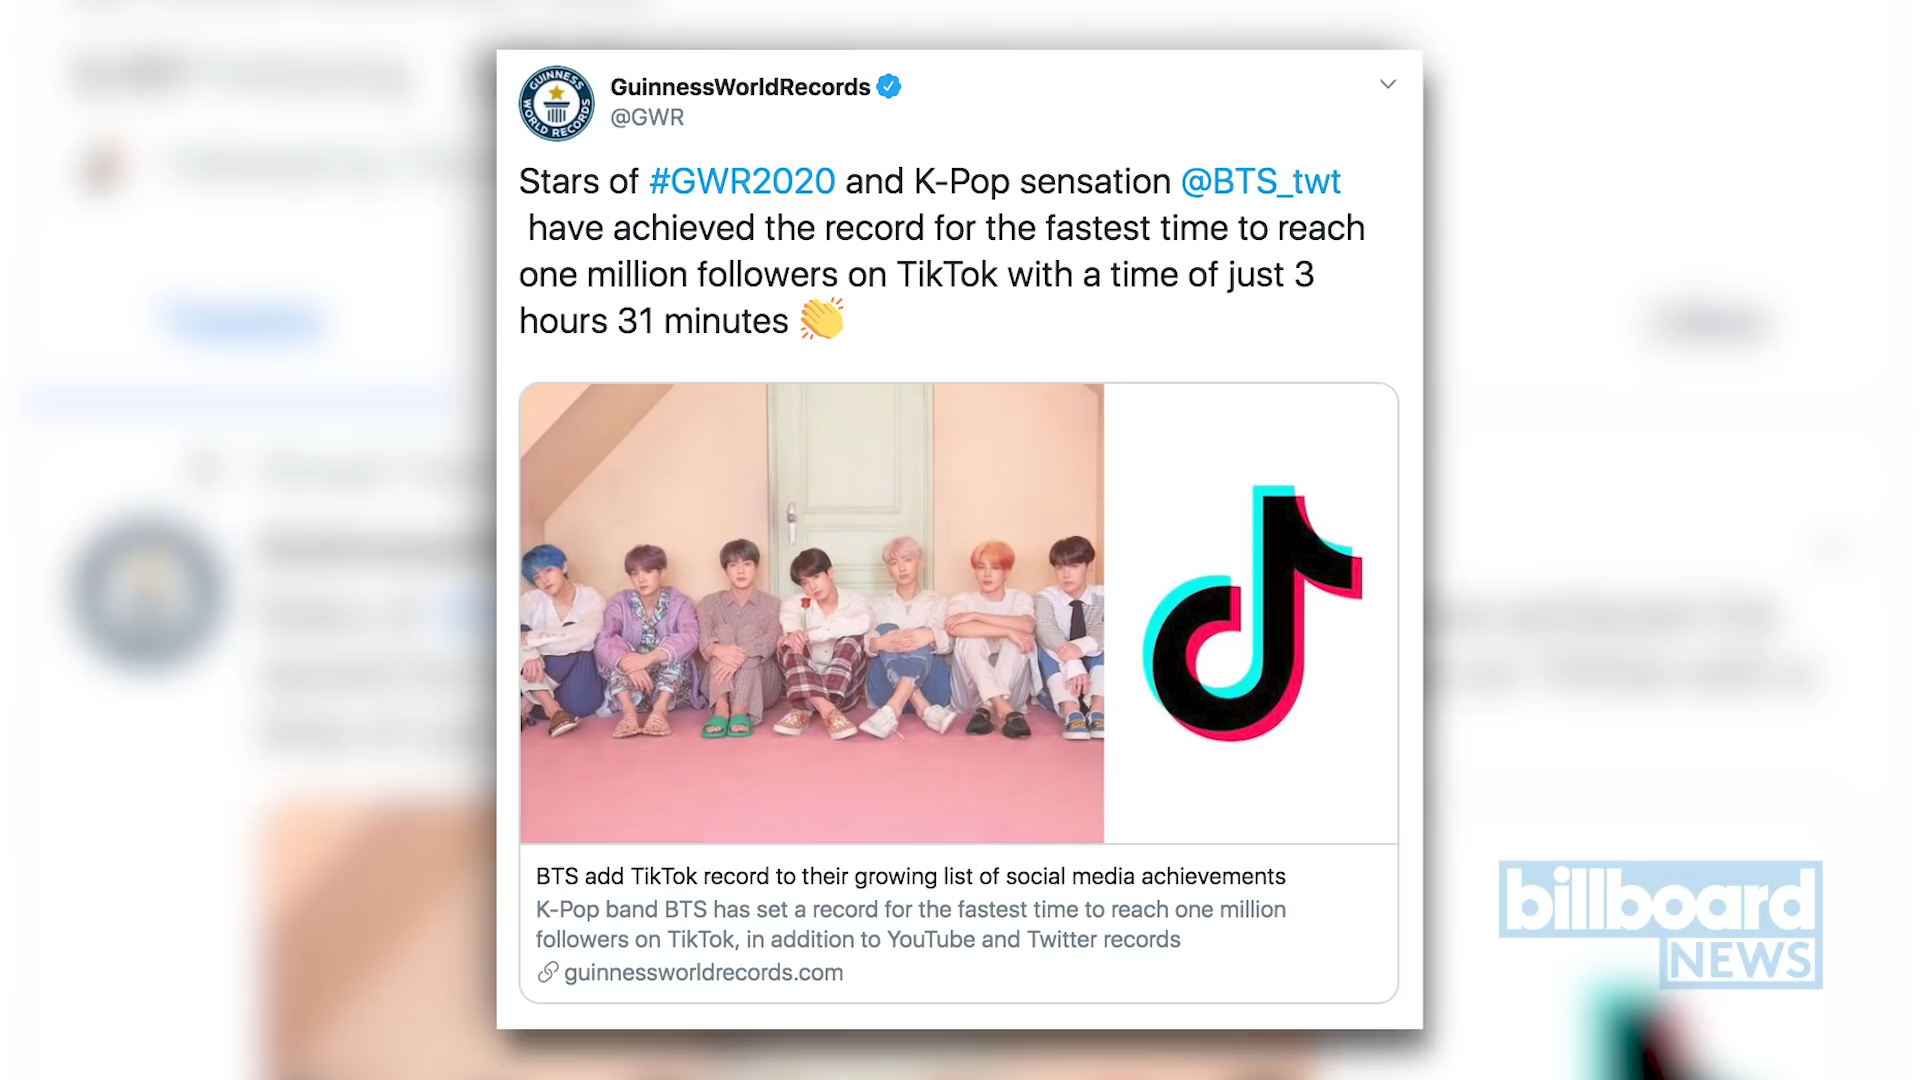 GUINNESS WORLD RECORDS
GuinnessWorldRecords
@GWR
Stars of #GWR2020 and K-Pop sensation @BTS_twt
have achieved the record for the fastest time to reach
one million followers on TikTok with a time of just 3
hours 31 minutes 👏
BTS add TikTok record to their growing list of social media achievements
K-Pop band BTS has set a record for the fastest time to reach one million
followers on TikTok, in addition to YouTube and Twitter records
guinnessworldrecords.com
billboard
NEWS